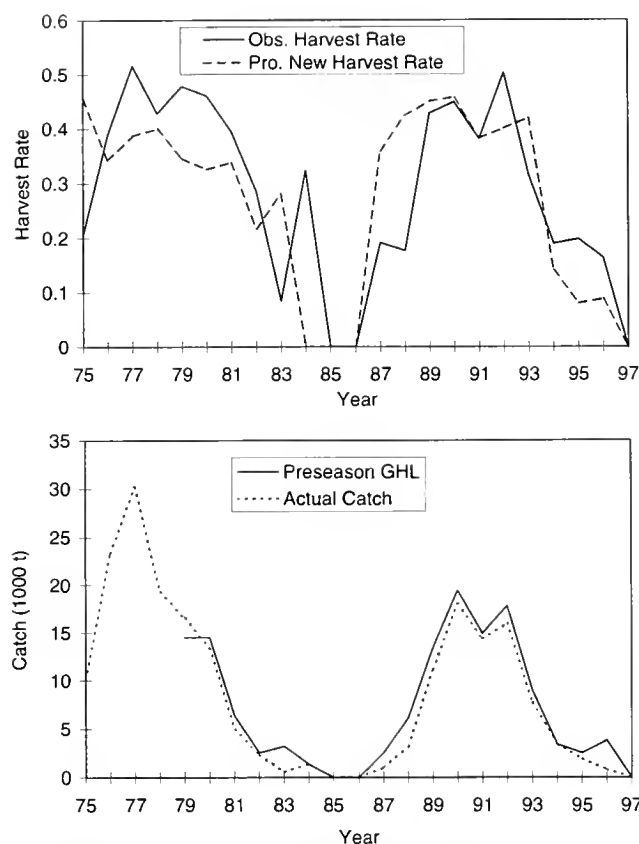 0.6
Obs. Harvest Rate
Pro. New Harvest Rate
0.5
0.4
0.3
0.2
0.1
0
Harvest Rate
75 77 79 81 83 85 87 89 91 93 95 97
Year
35
Preseason GHL
Actual Catch
30
25
20
15
10
5
0
Catch (1000 t)
75 77 79 81 83 85 87 89 91 93 95 97
Year